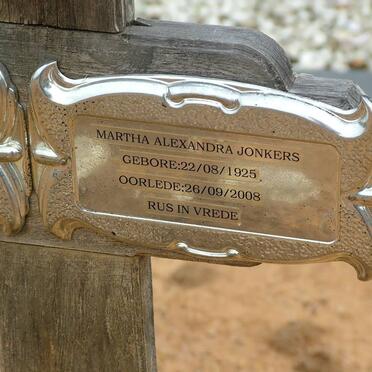 MARTHA ALEXANDRA JONKERS
GEBORE:22/08/1925
OORLEDE:26/09/2008
RUS IN VREDE